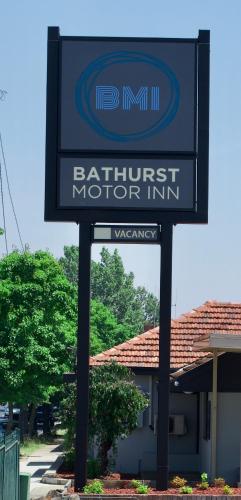 BMI
BATHURST
MOTOR INN
VACANCY